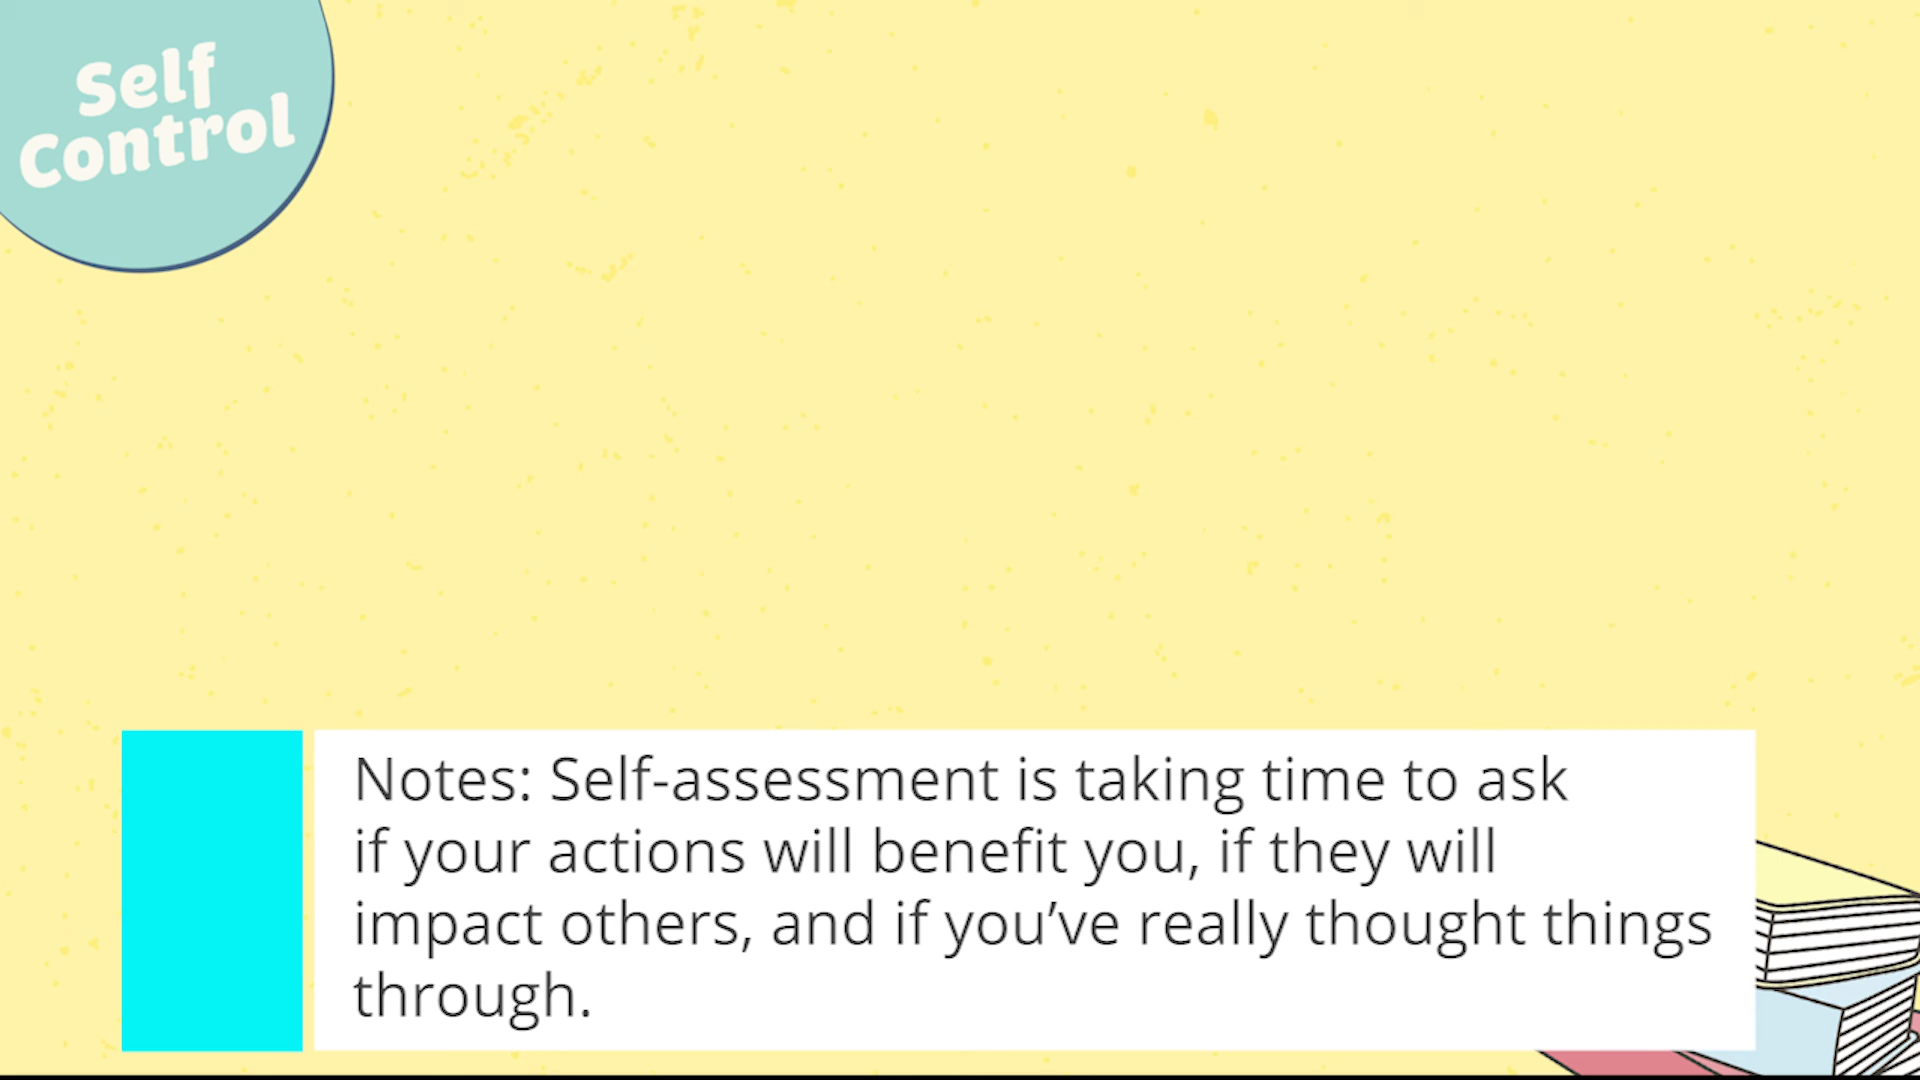 Self
Control
Notes: Self-assessment is taking time to ask
if your actions will benefit you, if they will
impact others, and if you’ve really thought things
through.